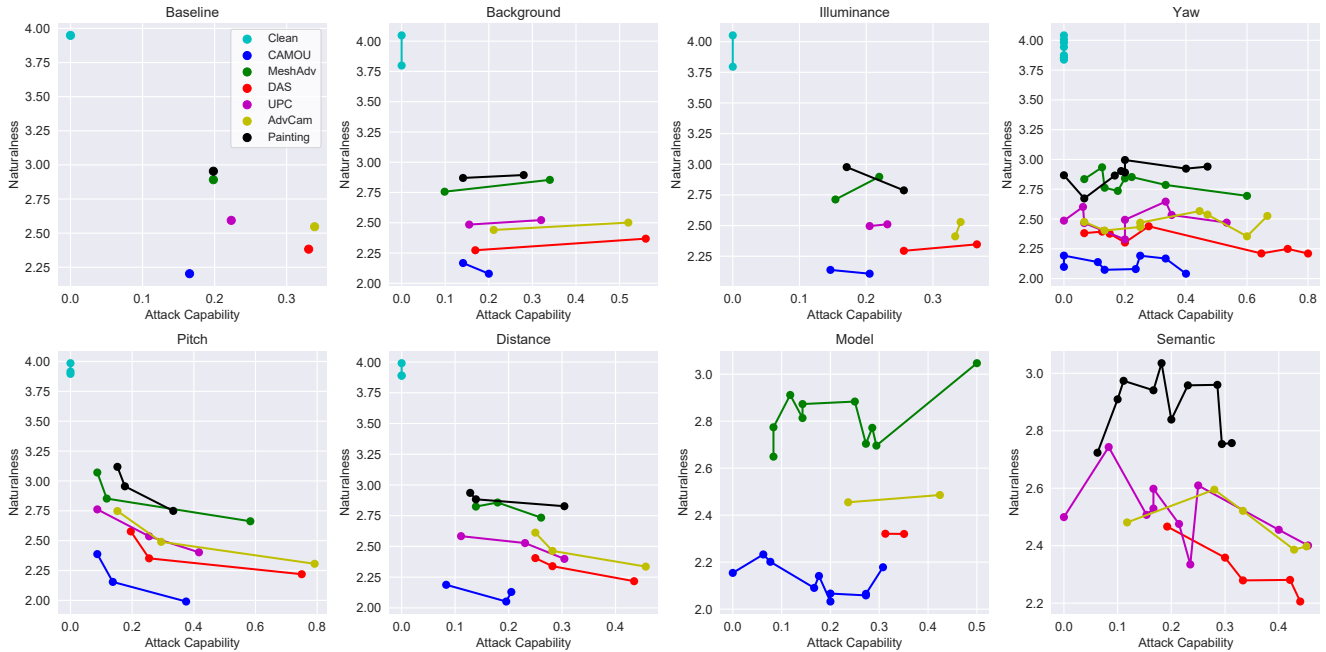 Baseline
4.00
3.75
3.50
3.25
3.00
2.75
2.50
2.25
Naturalness
0.0 0.1 0.2 0.3
Attack Capability
Clean
CAMOU
MeshAdv
DAS
UPC
AdvCam
Painting
Background
4.00
3.75
3.50
3.25
3.00
2.75
2.50
2.25
2.00
Naturalness
0.0 0.1 0.2 0.3 0.4 0.5
Attack Capability
Illuminance
4.00
3.75
3.50
3.25
3.00
2.75
2.50
2.25
Naturalness
0.0 0.1 0.2 0.3
Attack Capability
Yaw
4.00
3.75
3.50
3.25
3.00
2.75
2.50
2.25
2.00
Naturalness
0.0 0.2 0.4 0.6 0.8
Attack Capability
Pitch
4.00
3.75
3.50
3.25
3.00
2.75
2.50
2.25
2.00
Naturalness
0.0 0.2 0.4 0.6 0.8
Attack Capability
Distance
4.00
3.75
3.50
3.25
3.00
2.75
2.50
2.25
2.00
Naturalness
0.0 0.1 0.2 0.3 0.4
Attack Capability
Model
3.0
2.8
2.6
2.4
2.2
2.0
Naturalness
0.0 0.1 0.2 0.3 0.4 0.5
Attack Capability
Semantic
3.0
2.8
2.6
2.4
2.2
Naturalness
0.0 0.1 0.2 0.3 0.4
Attack Capability